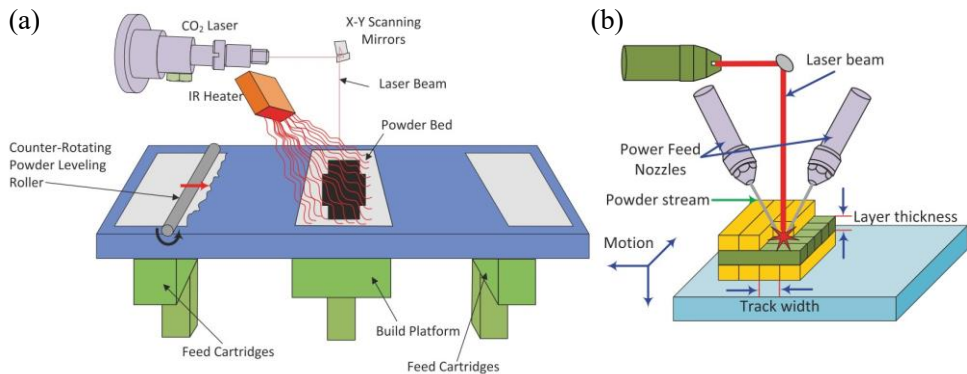 (a)
CO₂ Laser
X-Y Scanning
Mirrors
Laser Beam
IR Heater
Powder Bed
Counter-Rotating
Powder Leveling
Roller
Build Platform
Feed Cartridges
Feed Cartridges
(b)
Laser beam
Power Feed
Nozzles
Powder stream
Layer thickness
Motion
Track width